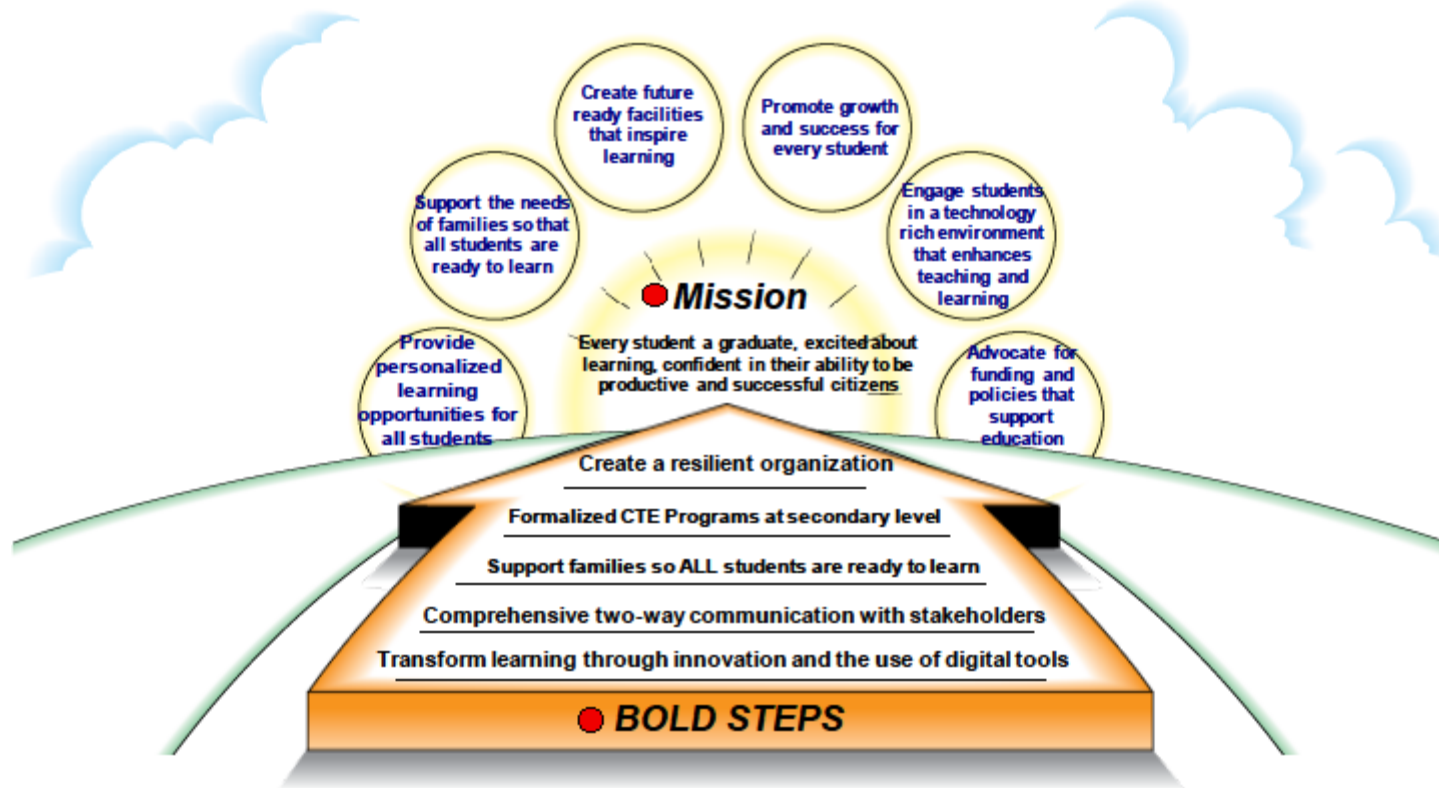 Create future
ready facilities
that inspire
learning
Promote growth
and success for
every student
Support the needs
of families so that
all students are
ready to learn
Engage students
in a technology
rich environment
that enhances
teaching and
learning
Mission
Every student a graduate, excited about
learning, confident in their ability to be
productive and successful citizens
Provide
personalized
learning
opportunities for
all students
Advocate for
funding and
policies that
support
education
Create a resilient organization
Formalized CTE Programs at secondary level
Support families so ALL students are ready to learn
Comprehensive two-way communication with stakeholders
Transform learning through innovation and the use of digital tools
BOLD STEPS